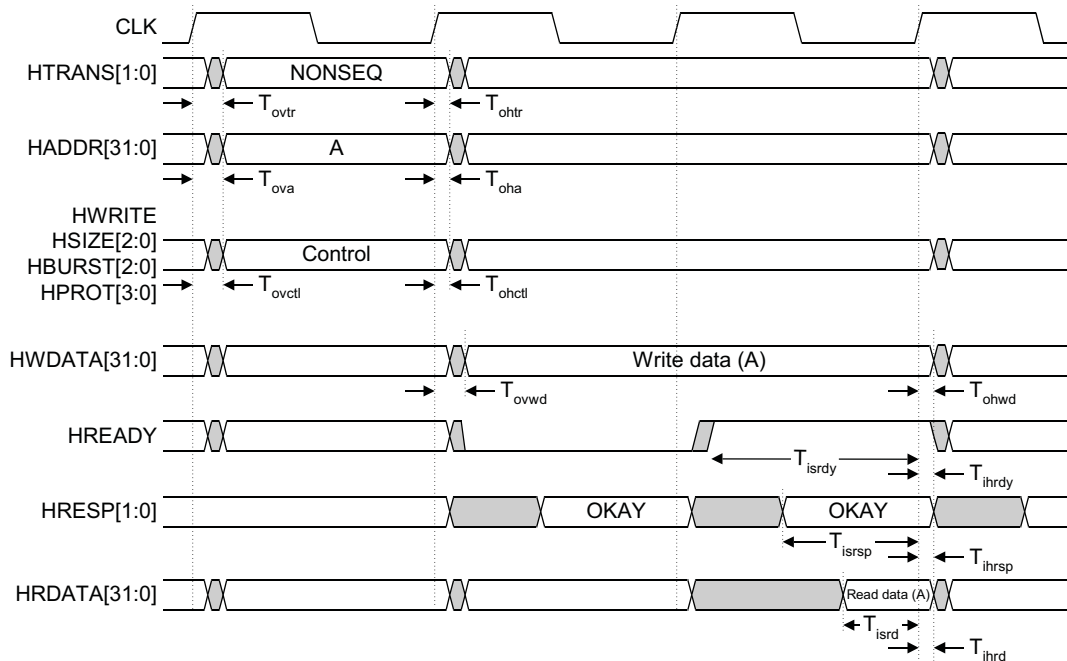 CLK
HTRANS[1:0] NONSEQ
Tovtr Tohtr
HADDR[31:0] A
Tova Toha
HWRITE
HSIZE[2:0]
HBURST[2:0] Control
HPROT[3:0] Tovctl Tohctl
HWDATA[31:0] Write data (A)
Tovwd Tohwd
HREADY
Tisrdy Tihrdy
HRESP[1:0] OKAY OKAY
Tisrsp Tihrsp
HRDATA[31:0] Read data (A)
Tisrd Tihrd